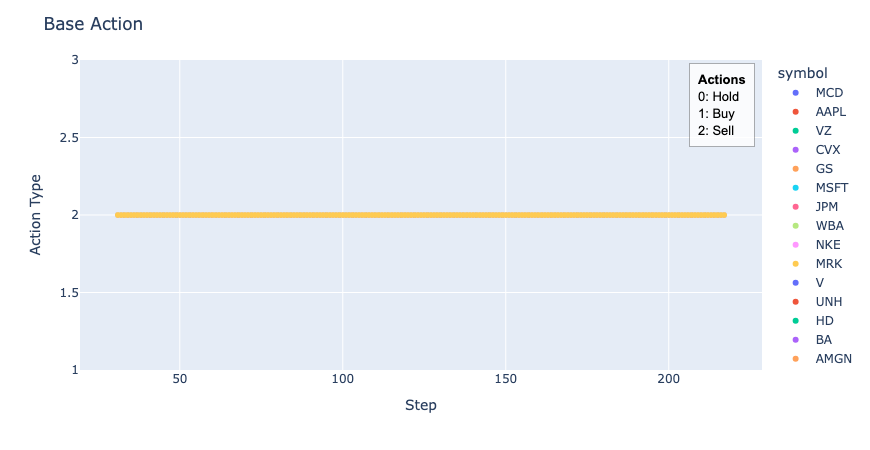 Base Action
Action Type
3
2.5
2
1.5
1
50
100
150
200
Step
Actions
0: Hold
1: Buy
2: Sell
symbol
MCD
AAPL
VZ
CVX
GS
MSFT
JPM
WBA
NKE
MRK
V
UNH
HD
BA
AMGN